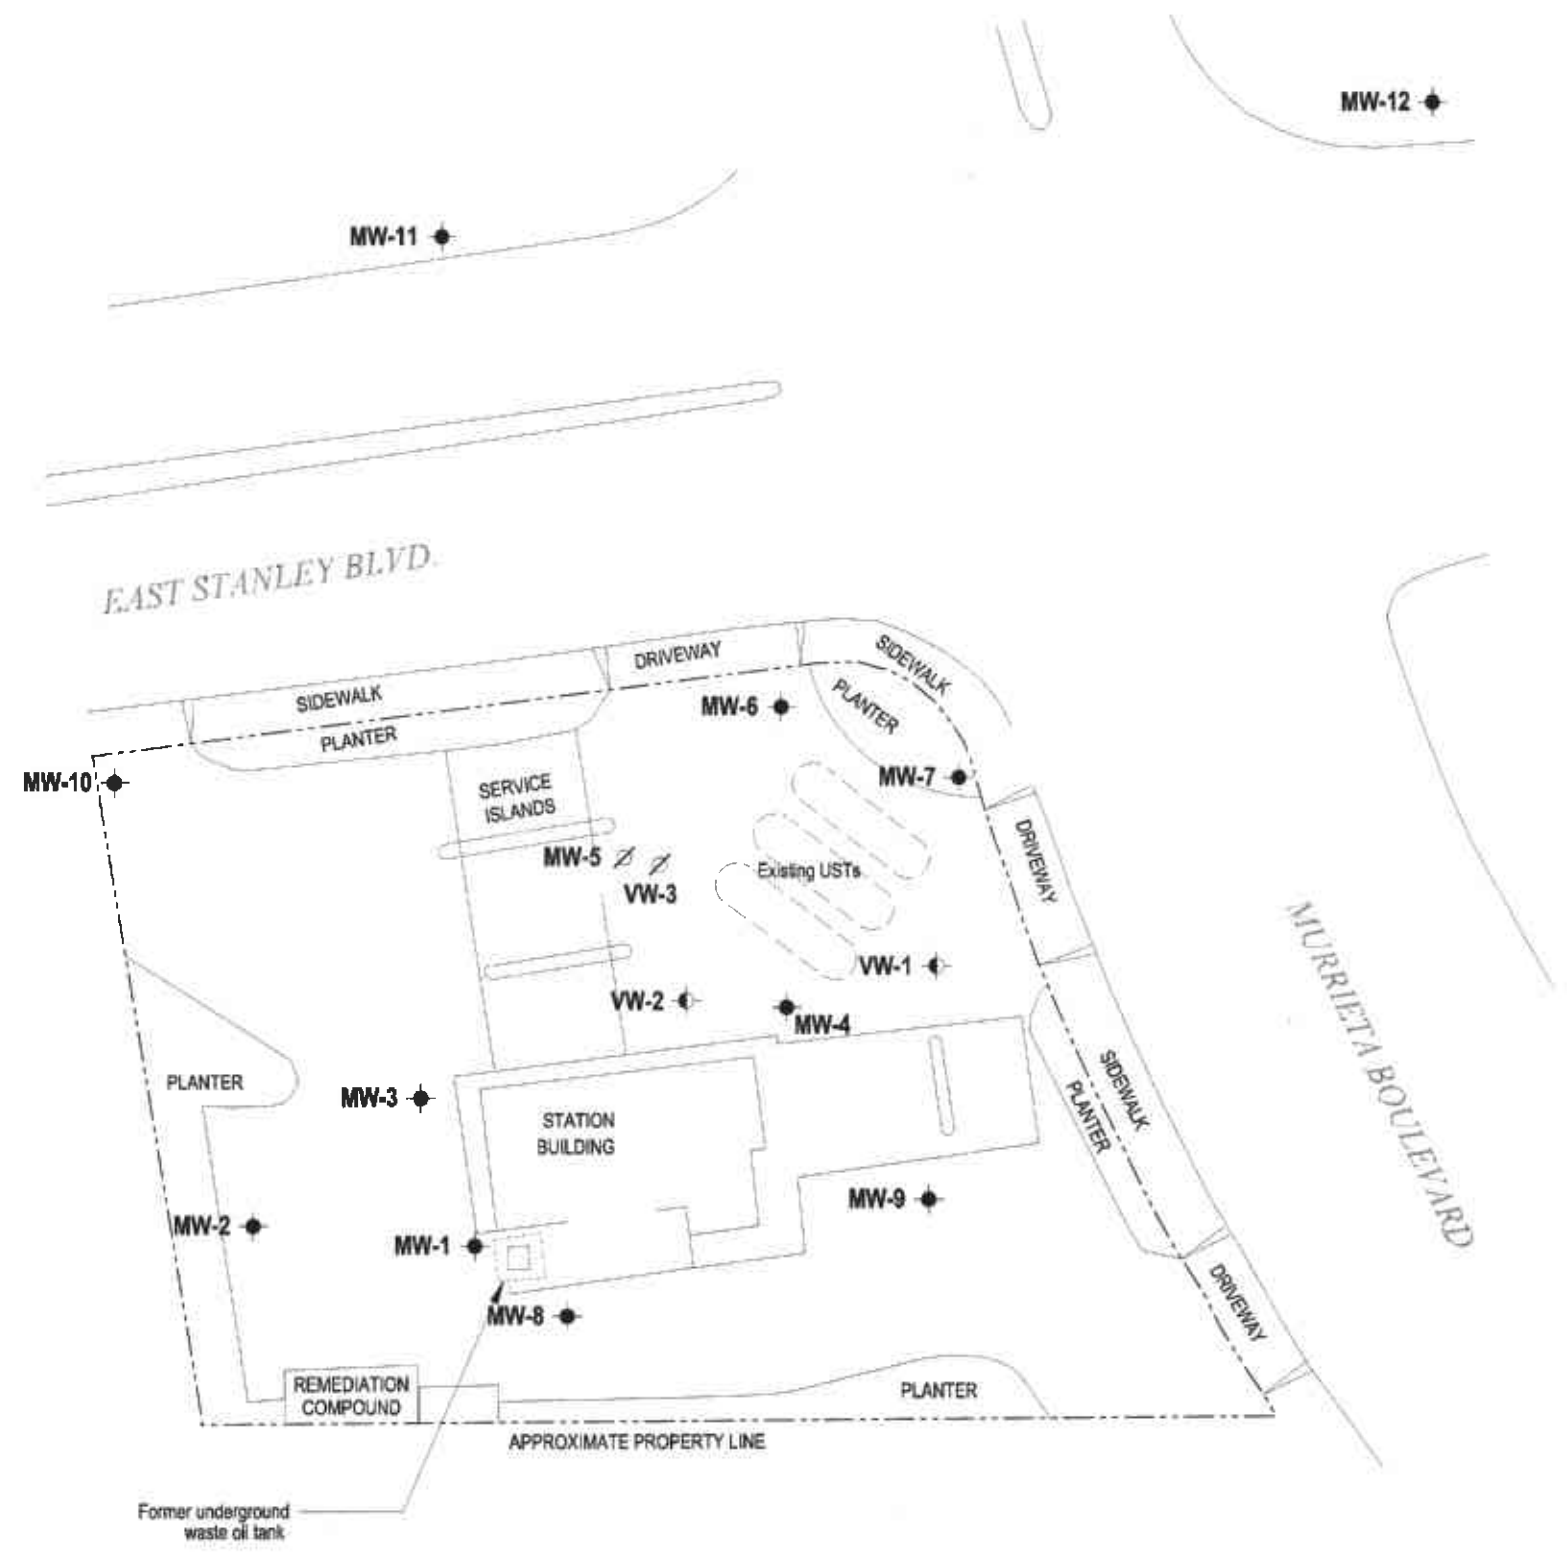 MW-12
MW-11
EAST STANLEY BLVD.
DRIVEWAY
SIDEWALK
SIDEWALK
PLANTER
MW-6
PLANTER
MW-10
MW-7
SERVICE
ISLANDS
DRIVEWAY
MW-5
VW-3
Existing USTs
VW-1
VW-2
MW-4
MURRIETA BOULEVARD
PLANTER
MW-3
SIDEWALK
PLANTER
STATION
BUILDING
MW-9
MW-2
MW-1
DRIVEWAY
MW-8
REMEDIATION
COMPOUND
PLANTER
APPROXIMATE PROPERTY LINE
Former underground
waste oil tank